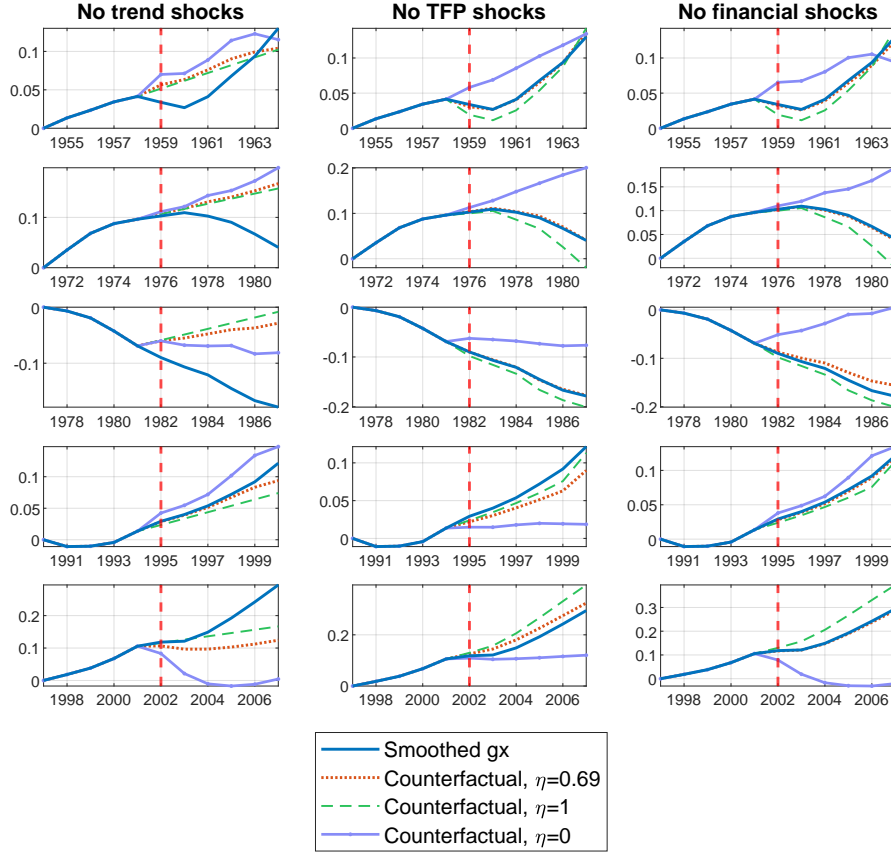 No trend shocks No TFP shocks No financial shocks
0.1 0.1 0.1
0.05 0.05 0.05
0 0 0
1955 1957 1959 1961 1963 1955 1957 1959 1961 1963 1955 1957 1959 1961 1963
0.1 0.2 0.15
0 0.1 0.1
0 0.05
0
1972 1974 1976 1978 1980 1972 1974 1976 1978 1980 1972 1974 1976 1978 1980
0 0 0
-0.1 -0.1 -0.1
-0.2 -0.2
1978 1980 1982 1984 1986 1978 1980 1982 1984 1986 1978 1980 1982 1984 1986
0.1 0.1 0.1
0.05 0.05 0.05
0 0 0
1991 1993 1995 1997 1999 1991 1993 1995 1997 1999 1991 1993 1995 1997 1999
0.2 0.2 0.3
0.1 0 0.2
0 0.1
0
1998 2000 2002 2004 2006 1998 2000 2002 2004 2006 1998 2000 2002 2004 2006
Smoothed gx
Counterfactual, η=0.69
Counterfactual, η=1
Counterfactual, η=0